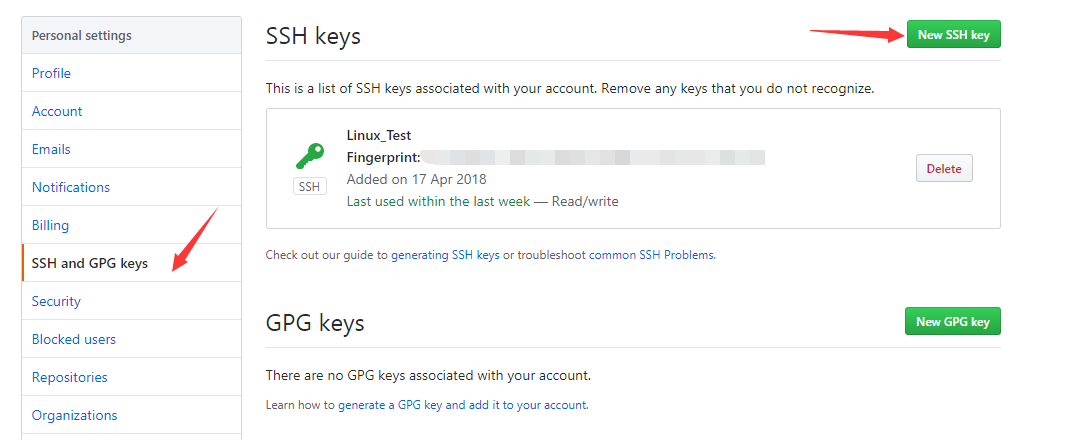 Personal settings
Profile
Account
Emails
Notifications
Billing
SSH and GPG keys
Security
Blocked users
Repositories
Organizations
SSH keys
New SSH key
This is a list of SSH keys associated with your account. Remove any keys that you do not recognize.
Linux_Test
Fingerprint:
SSH
Added on 17 Apr 2018
Last used within the last week — Read/write
Delete
Check out our guide to generating SSH keys or troubleshoot common SSH Problems.
GPG keys
New GPG key
There are no GPG keys associated with your account.
Learn how to generate a GPG key and add it to your account.